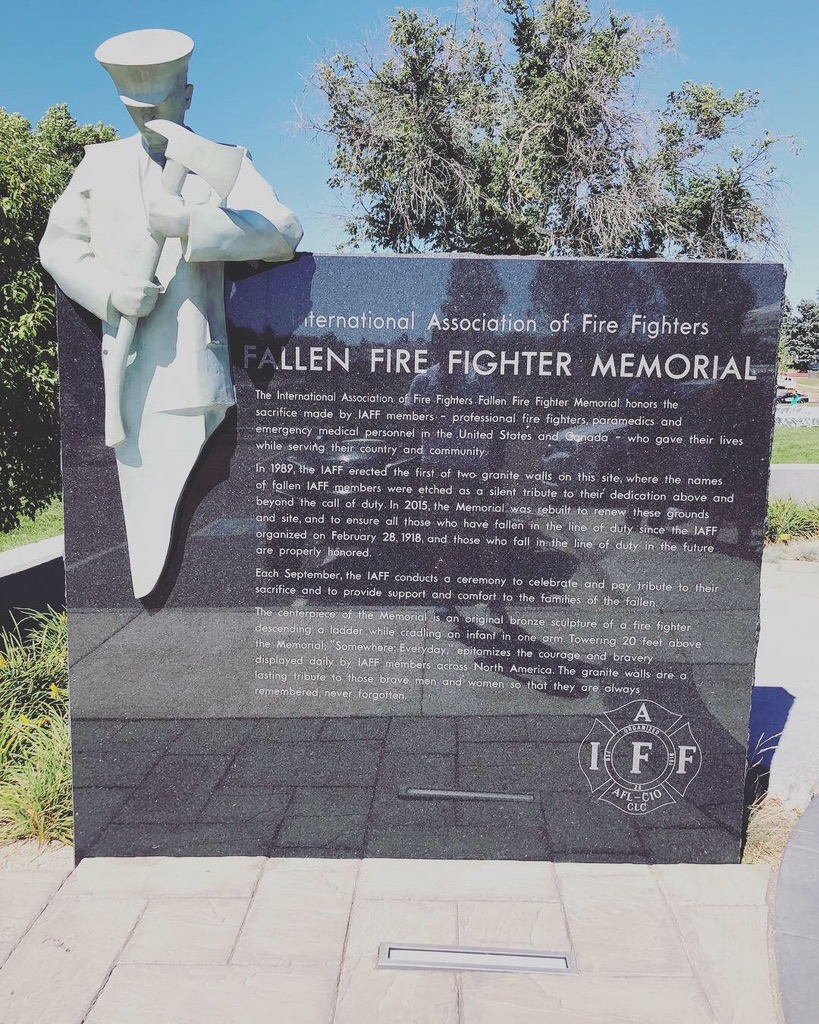 International Association of Fire Fighters
FALLEN FIRE FIGHTER MEMORIAL
The International Association of Fire Fighters Fallen Fire Fighter Memorial honors the
sacrifice made by IAFF members - professional fire fighters, paramedics and
emergency medical personnel in the United States and Canada - who gave their lives
while serving their country and community.
In 1989, the IAFF erected the first of two granite walls on this site, where the names
of fallen IAFF members were etched as a silent tribute to their dedication above and
beyond the call of duty. In 2015, the Memorial was rebuilt to renew these grounds
and site, and to ensure all those who have fallen in the line of duty since the IAFF
organized on February 28, 1918, and those who fall in the line of duty in the future
are properly honored.
Each September, the IAFF conducts a ceremony to celebrate and pay tribute to their
sacrifice and to provide support and comfort to the families of the fallen.
The centerpiece of the Memorial is an original bronze sculpture of a fire fighter
descending a ladder while cradling an infant in one arm. Towering 20 feet above
the Memorial, "Somewhere, Everyday," epitomizes the courage and bravery
displayed daily by IAFF members across North America. The granite walls are a
lasting tribute to those brave men and women so that they are always
remembered, never forgotten.
A
ORGANIZED
I F F
28
AFL-CIO
CLC